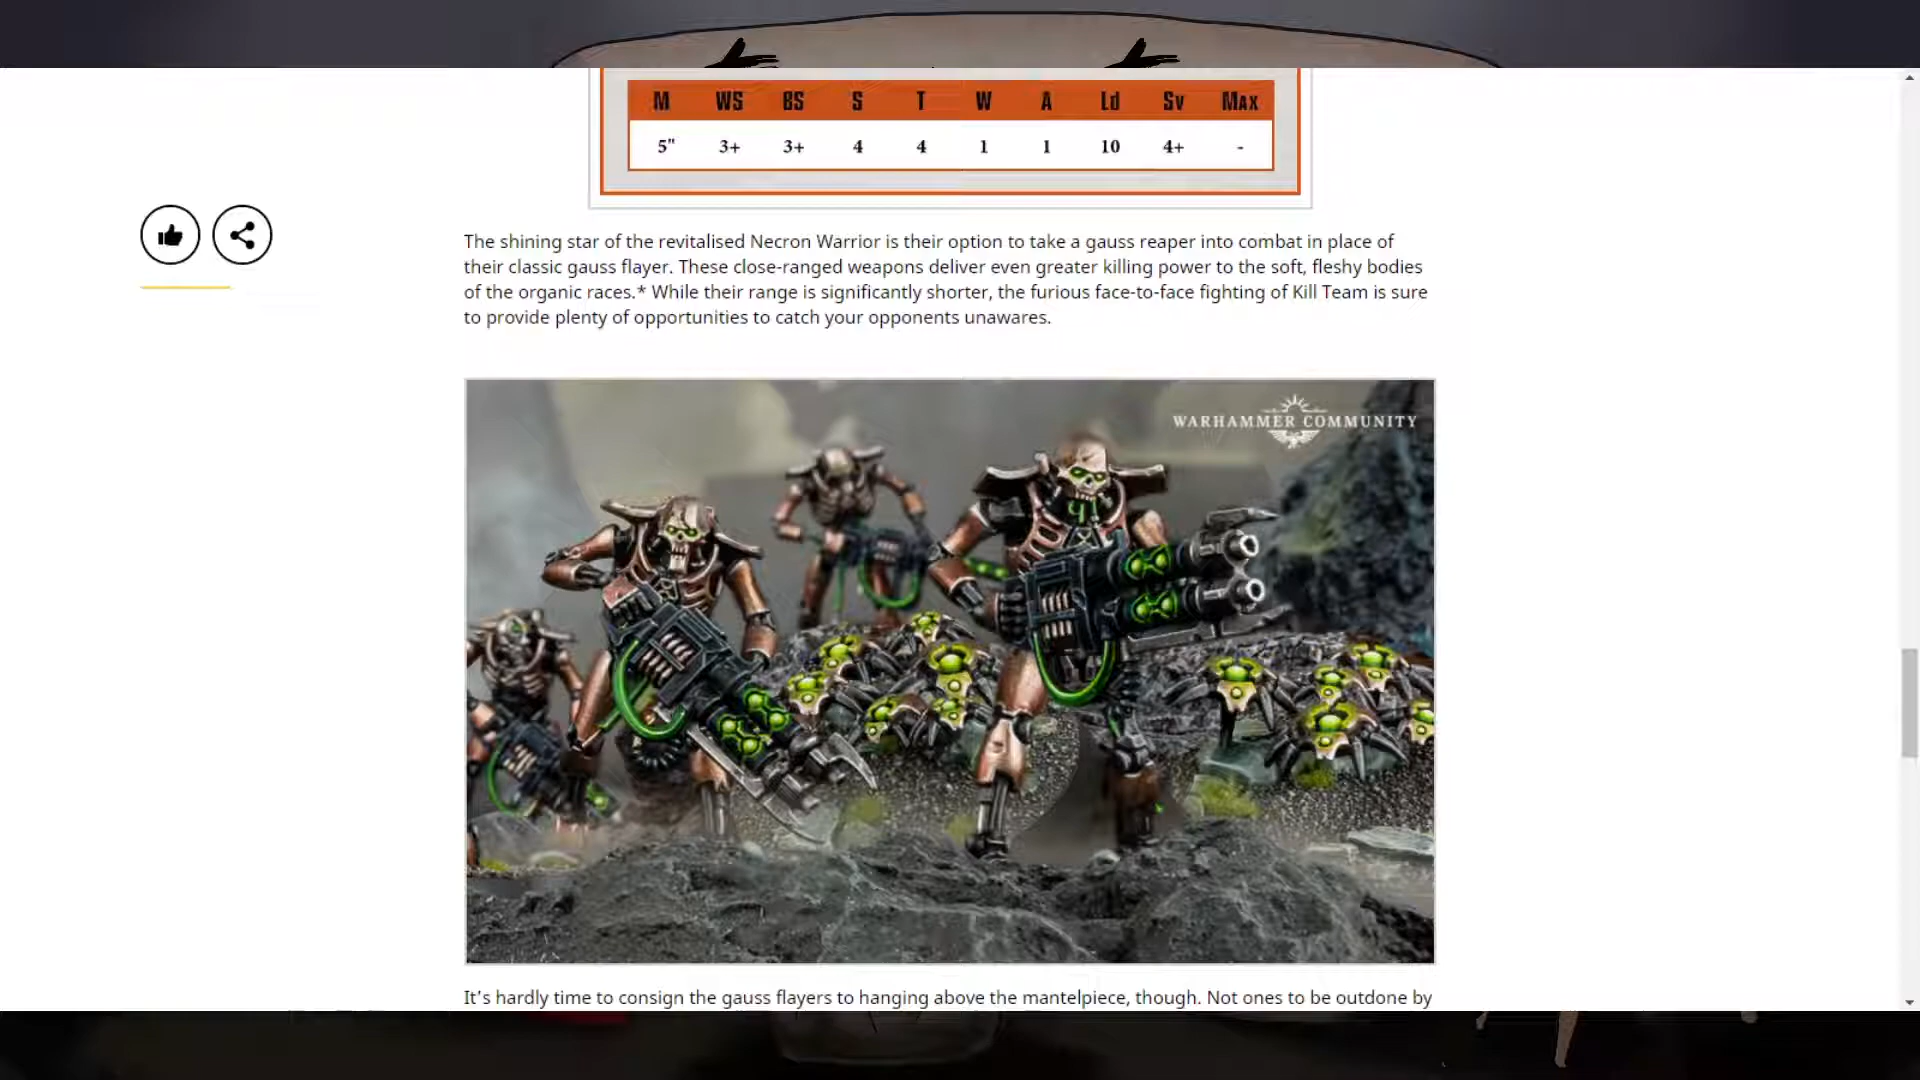 M WS BS S T W A Ld Sv Max
5" 3+ 3+ 4 4 1 1 10 4+ -
The shining star of the revitalised Necron Warrior is their option to take a gauss reaper into combat in place of
their classic gauss flayer. These close-ranged weapons deliver even greater killing power to the soft, fleshy bodies
of the organic races.* While their range is significantly shorter, the furious face-to-face fighting of Kill Team is sure
to provide plenty of opportunities to catch your opponents unawares.
WARHAMMER COMMUNITY
It's hardly time to consign the gauss flayers to hanging above the mantelpiece, though. Not ones to be outdone by